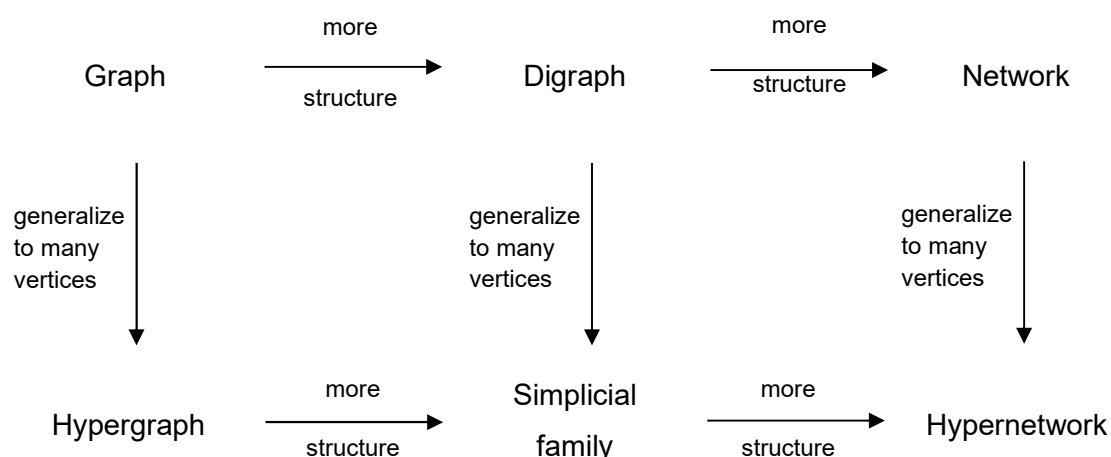 more
more
Graph
Digraph
Network
structure
structure
generalize
to many
vertices
generalize
to many
vertices
generalize
to many
vertices
more
more
Hypergraph
Simplicial
family
Hypernetwork
structure
structure